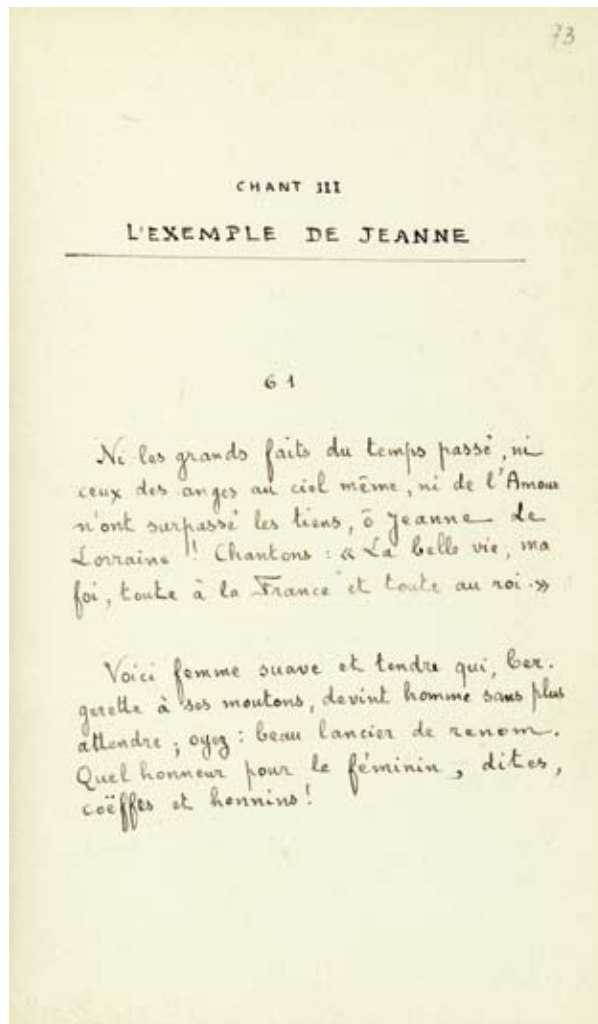 73
CHANT III
L'EXEMPLE DE JEANNE
61
Ni les grands faits du temps passé, ni
ceux des anges au ciel même, ni de l'Amour
n'ont surpassé les tiens, ô Jeanne de
Lorraine !! Chantons : « La belle vie, ma
foi, toute à la France et toute au roi. »
Voici femme suave et tendre qui, ber-
gerette à ses moutons, devint homme sans plus
attendre ; oyez : beau lancier de renom.
Quel honneur pour le féminin, dites,
coëffes et hennins !